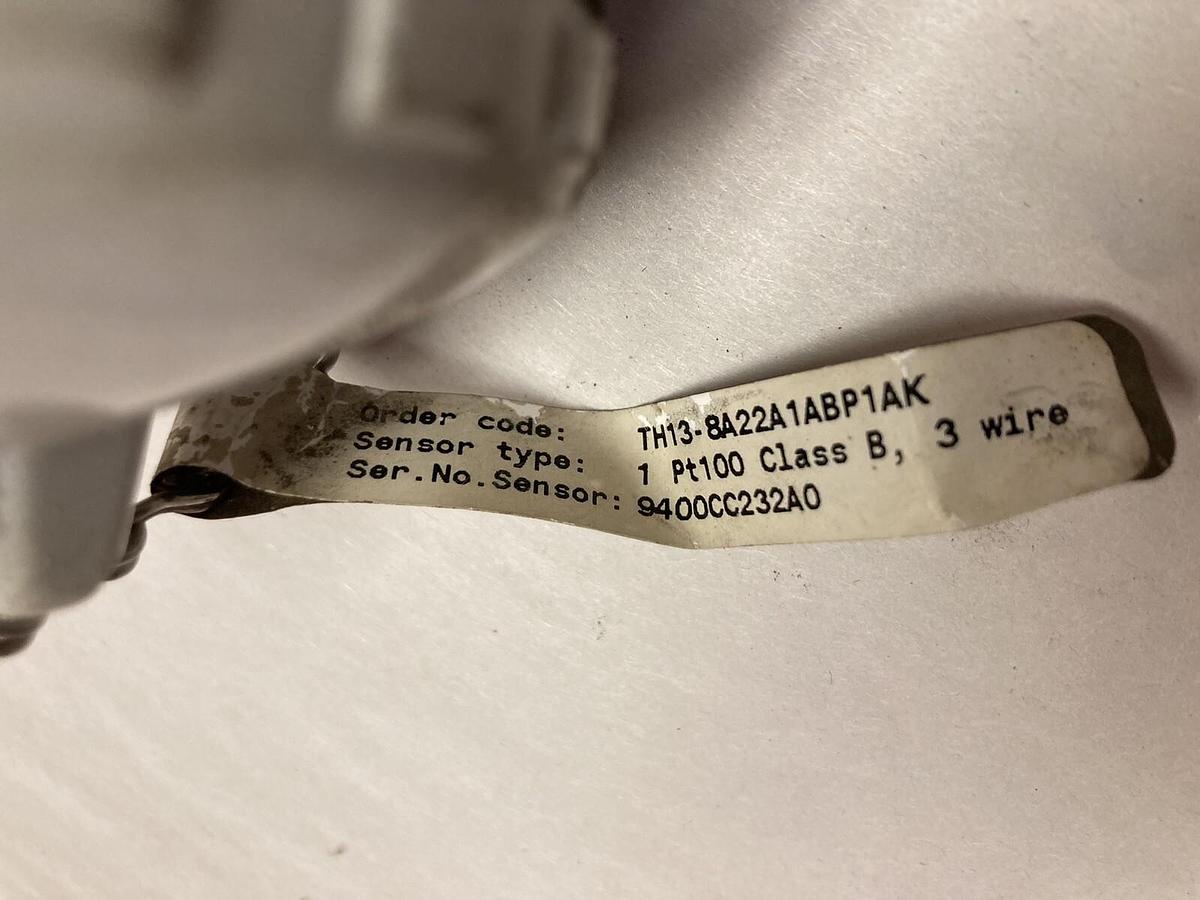 Order code: TH13-8A22A1ABP1AK
Sensor type: 1 Pt100 Class B, 3 wire
Ser.No.Sensor: 9400CC232A0